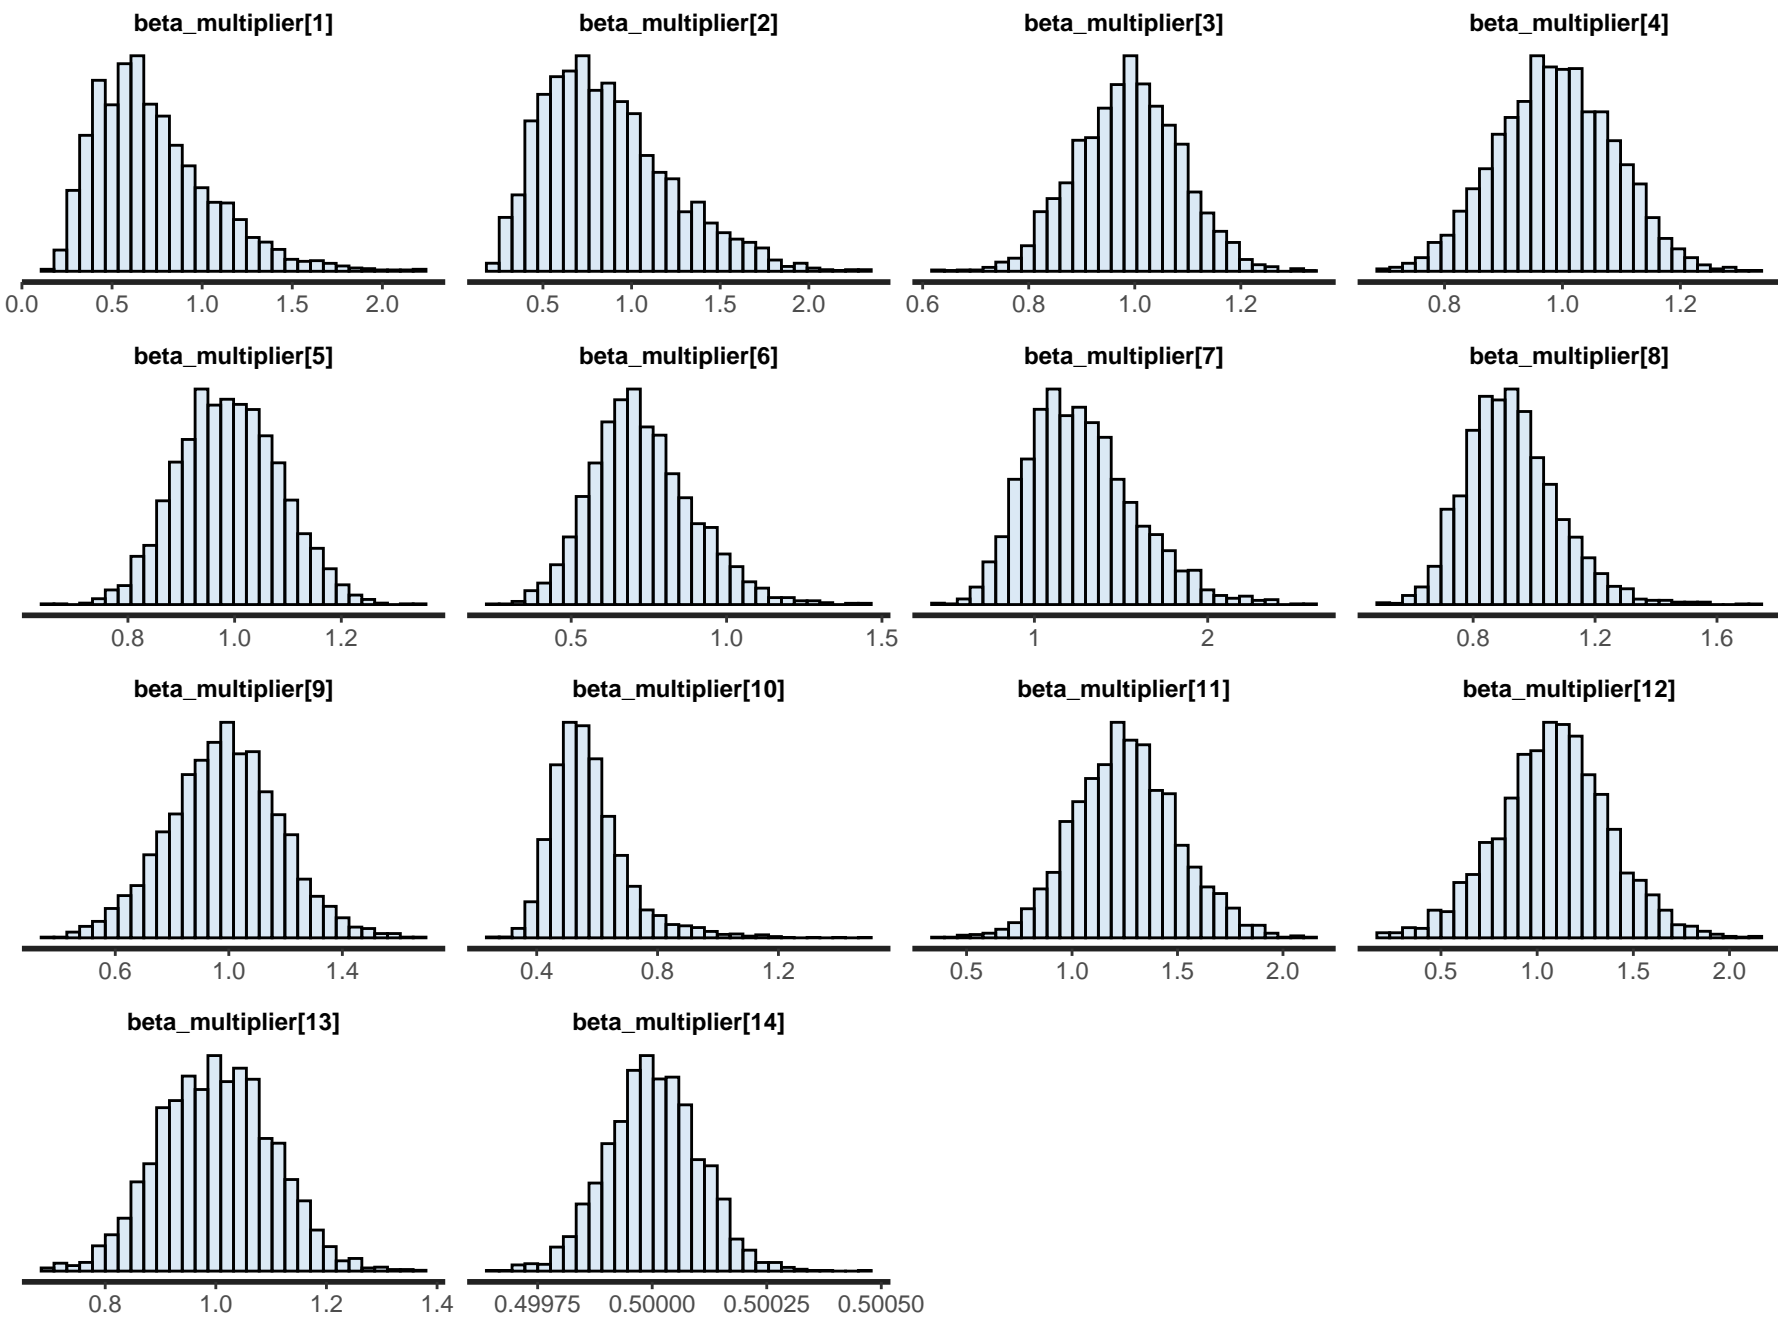 beta_multiplier[1] beta_multiplier[2] beta_multiplier[3] beta_multiplier[4]
0.0 0.5 1.0 1.5 2.0 0.5 1.0 1.5 2.0 0.6 0.8 1.0 1.2 0.8 1.0 1.2
beta_multiplier[5] beta_multiplier[6] beta_multiplier[7] beta_multiplier[8]
0.8 1.0 1.2 0.5 1.0 1.5 1 2 0.8 1.2 1.6
beta_multiplier[9] beta_multiplier[10] beta_multiplier[11] beta_multiplier[12]
0.6 1.0 1.4 0.4 0.8 1.2 0.5 1.0 1.5 2.0 0.5 1.0 1.5 2.0
beta_multiplier[13] beta_multiplier[14]
0.8 1.0 1.2 1.4 0.49975 0.50000 0.50025 0.50050